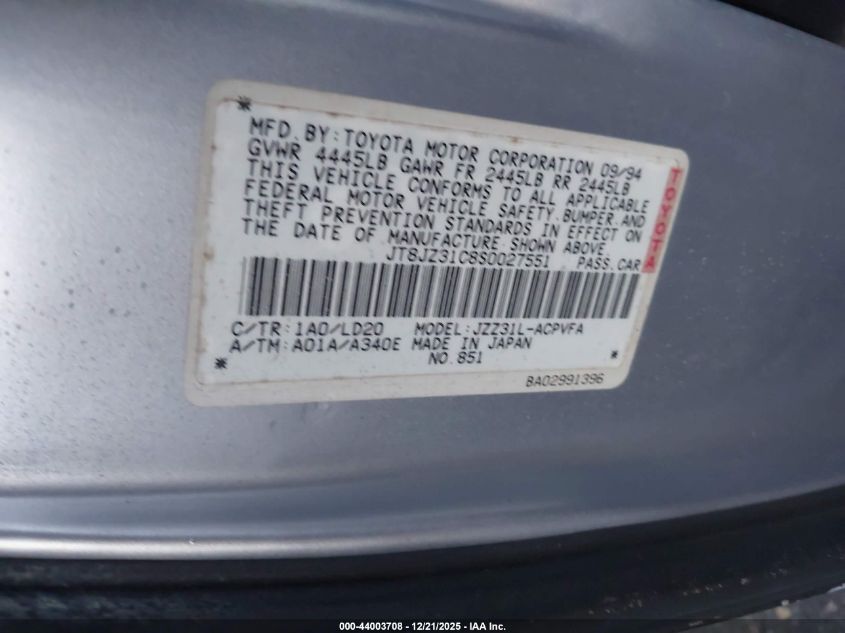 MFD.BY:TOYOTA MOTOR CORPORATION 09/94
GVWR 4445LB GAWR FR 2445LB RR 2445LB
THIS VEHICLE CONFORMS TO ALL APPLICABLE
FEDERAL MOTOR VEHICLE SAFETY.BUMPER.AND
THEFT PREVENTION STANDARDS IN EFFECT ON
THE DATE OF MANUFACTURE SHOWN ABOVE.
JT8JZ31C8S0027551 PASS.CAR
TOYOTA
C/TR:1A0/LD20 MODEL:JZZ31L-ACPVFA
A/TM:A01A/A340E MADE IN JAPAN
NO.851
BA02991396
000-44003708 - 12/21/2025 - IAA Inc.